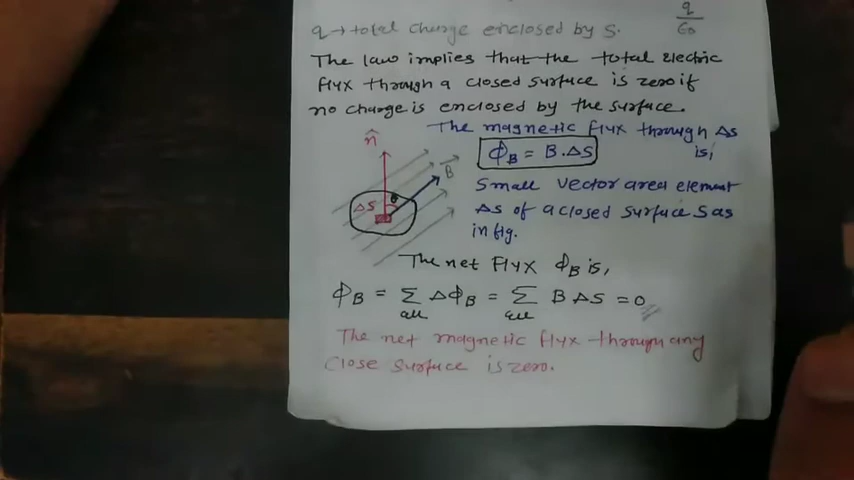 q
q → total charge enclosed by S. ε₀
The law implies that the total electric
flux through a closed surface is zero if
no charge is enclosed by the surface.
The magnetic flux through ΔS
n̂
ϕB = B.ΔS is,
B
Small vector area element
θ
ΔS
ΔS of a closed surface S as
in fig.
The net flux ϕB is,
ϕB = Σ ΔϕB = Σ B ΔS = 0
all all
The net magnetic flux through any
close surface is zero.